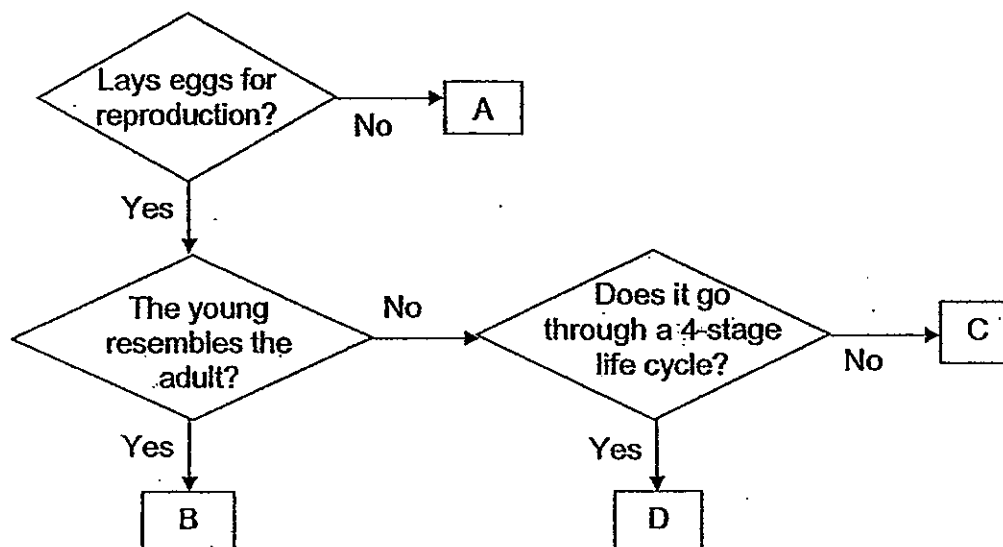 Lays eggs for
reproduction?
No
A
Yes
The young
resembles the
adult?
No
Does it go
through a 4-stage
life cycle?
No
C
Yes
B
Yes
D